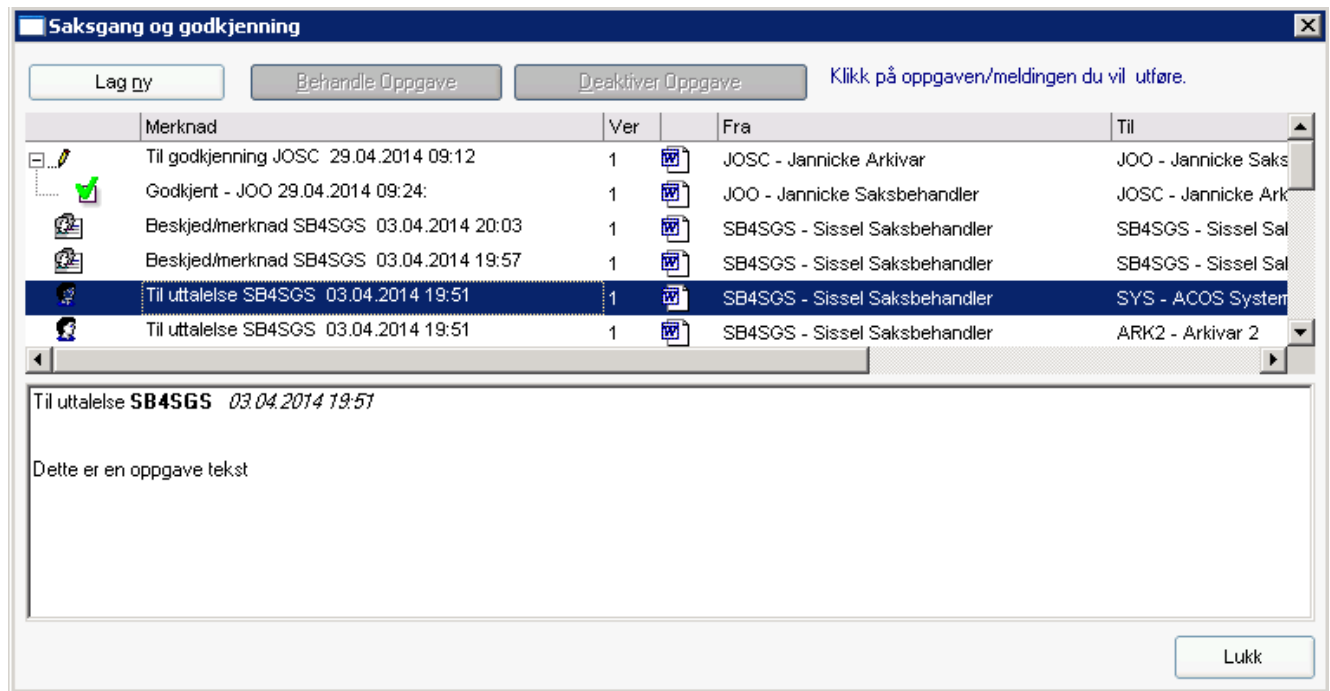 Saksgang og godkjenning
Lag ny Behandle Oppgave Deaktiver Oppgave Klikk på oppgaven/meldingen du vil utføre.
Merknad Ver Fra Til
Til godkjenning JOSC 29.04.2014 09:12 1 JOSC - Jannicke Arkivar JOO - Jannicke Saks
Godkjent - JOO 29.04.2014 09:24: 1 JOO - Jannicke Saksbehandler JOSC - Jannicke Ark
Beskjed/merknad SB4SGS 03.04.2014 20:03 1 SB4SGS - Sissel Saksbehandler SB4SGS - Sissel Sal
Beskjed/merknad SB4SGS 03.04.2014 19:57 1 SB4SGS - Sissel Saksbehandler SB4SGS - Sissel Sal
Til uttalelse SB4SGS 03.04.2014 19:51 1 SB4SGS - Sissel Saksbehandler SYS - ACOS System
Til uttalelse SB4SGS 03.04.2014 19:51 1 SB4SGS - Sissel Saksbehandler ARK2 - Arkivar 2
Til uttalelse SB4SGS 03.04.2014 19:51
Dette er en oppgave tekst
Lukk